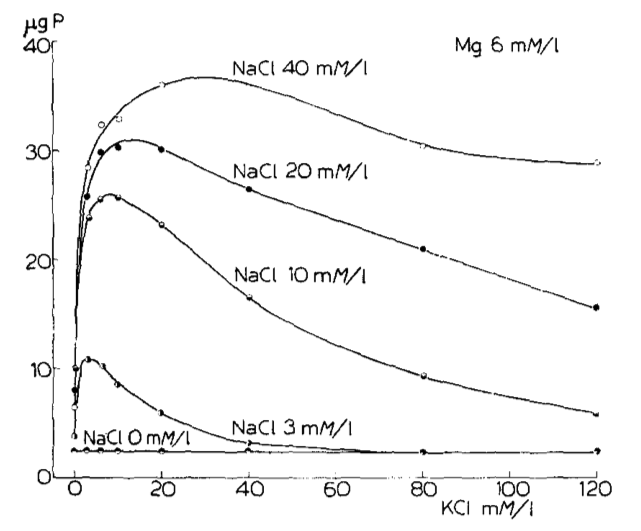 µgP
40
Mg 6 mM/l
NaCl 40 mM/l
30
NaCl 20 mM/l
20
NaCl 10 mM/l
10
NaCl 3 mM/l
NaCl 0 mM/l
0
0 20 40 60 80 100 120
KCl mM/l